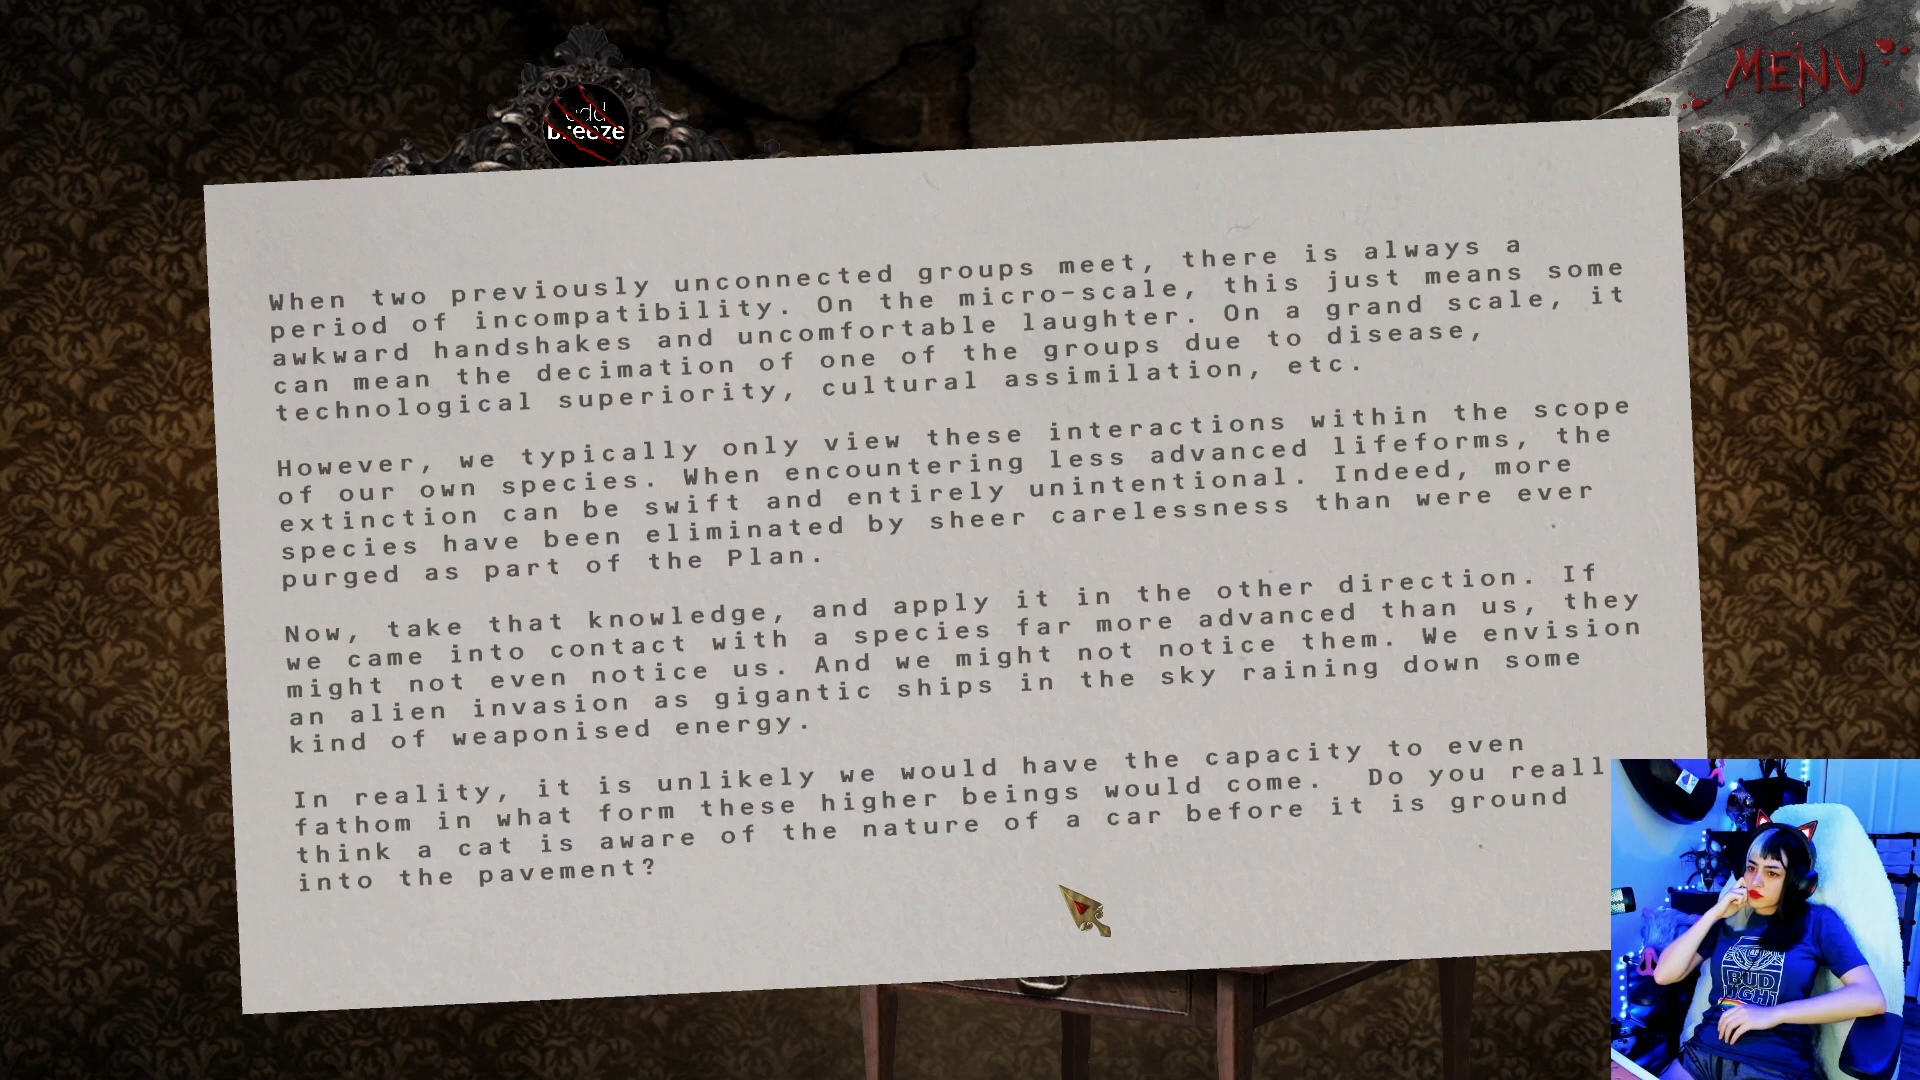 odd
breeze
MENU
When two previously unconnected groups meet, there is always a
period of incompatibility. On the micro-scale, this just means some
awkward handshakes and uncomfortable laughter. On a grand scale, it
can mean the decimation of one of the groups due to disease,
technological superiority, cultural assimilation, etc.
However, we typically only view these interactions within the scope
of our own species. When encountering less advanced lifeforms, the
extinction can be swift and entirely unintentional. Indeed, more
species have been eliminated by sheer carelessness than were ever
purged as part of the Plan.
Now, take that knowledge, and apply it in the other direction. If
we came into contact with a species far more advanced than us, they
might not even notice us. And we might not notice them. We envision
an alien invasion as gigantic ships in the sky raining down some
kind of weaponised energy.
In reality, it is unlikely we would have the capacity to even
fathom in what form these higher beings would come. Do you reall
think a cat is aware of the nature of a car before it is ground
into the pavement?
BUD
LIGHT